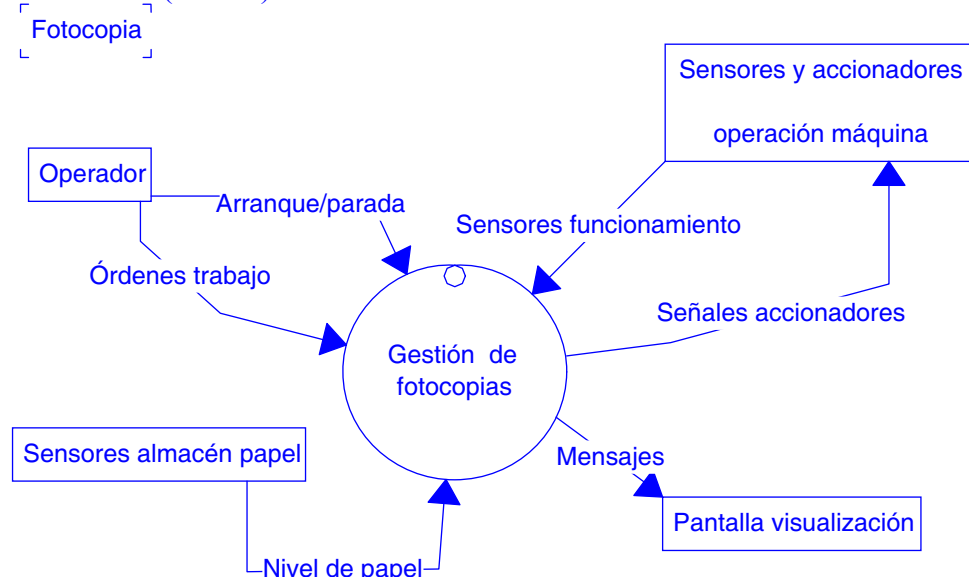 Fotocopia
Sensores y accionadores
operación máquina
Operador
Arranque/parada
Sensores funcionamiento
Órdenes trabajo
Señales accionadores
Gestión de
fotocopias
Sensores almacén papel
Mensajes
Pantalla visualización
Nivel de papel